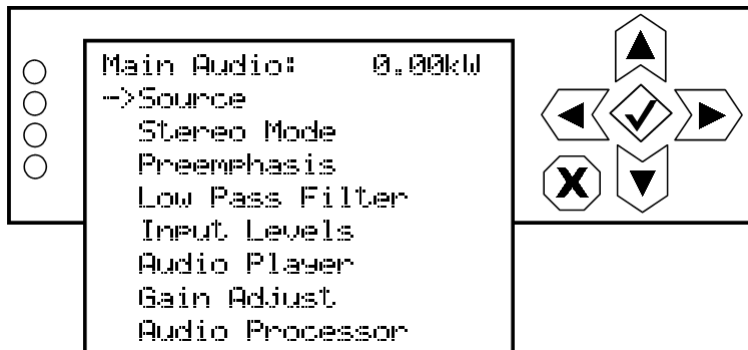 Main Audio: 0.00kW
->Source
Stereo Mode
Preemphasis
Low Pass Filter
Input Levels
Audio Player
Gain Adjust
Audio Processor
X